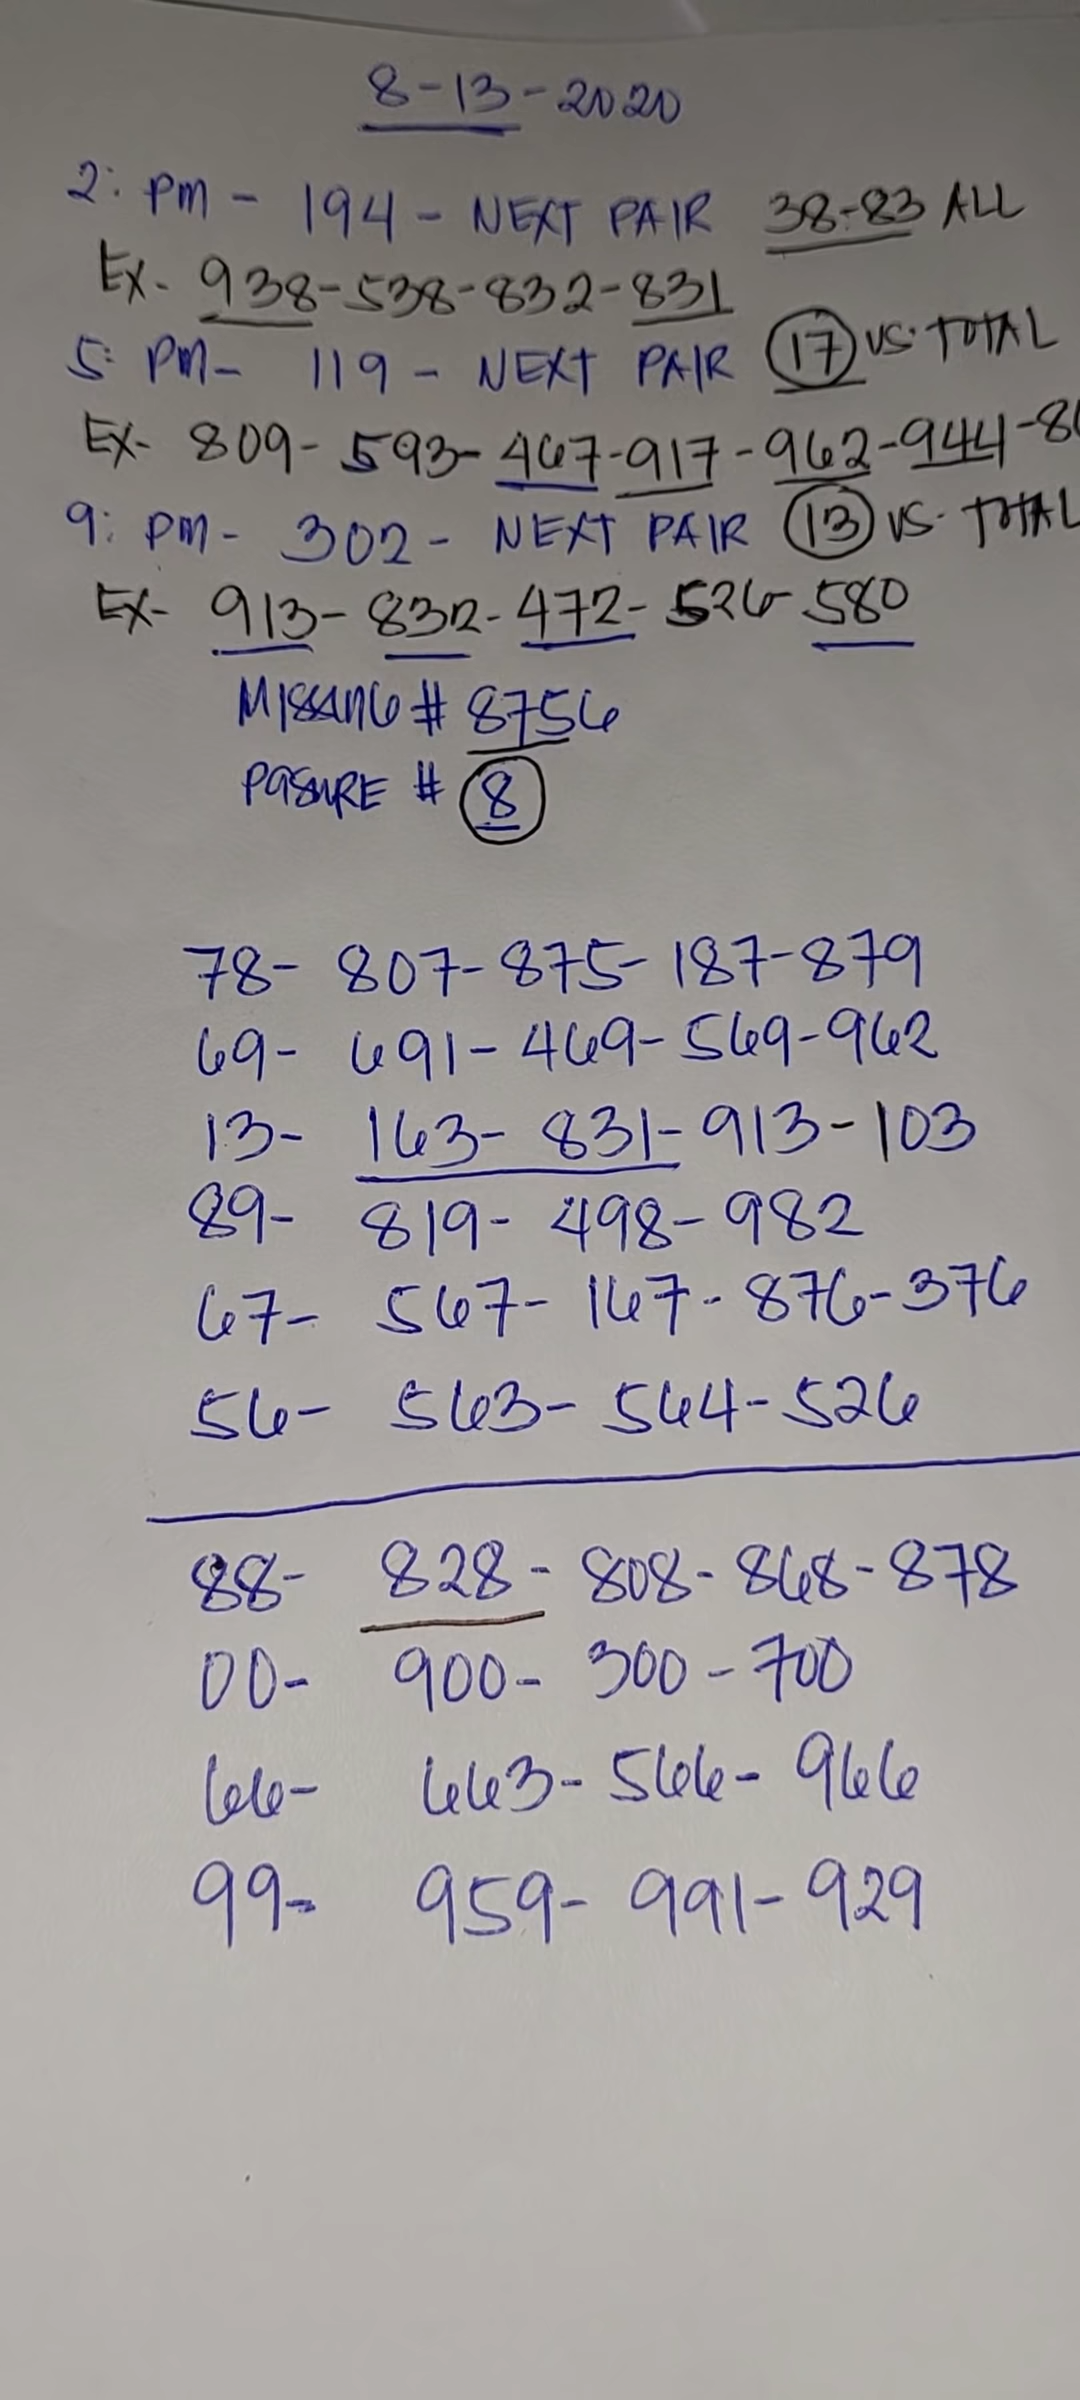 8-13-2020
2: PM - 194 - NEXT PAIR 38-83 ALL
EX- 938-538-832-831
5: PM- 119 - NEXT PAIR 17 VS. TOTAL
EX- 809-593-467-917-962-944-8
9: PM- 302- NEXT PAIR 13 VS. TOTAL
EX- 913-832-472-526-580
MISSANG # 8756
PASURE # 8
78- 807-875-187-879
69- 691-469-569-962
13- 163-831-913-103
89- 819-498-982
67- 567-167-876-376
56- 563-564-526
88- 828-808-868-878
00- 900-300-700
66- 663-566-966
99- 959-991-929